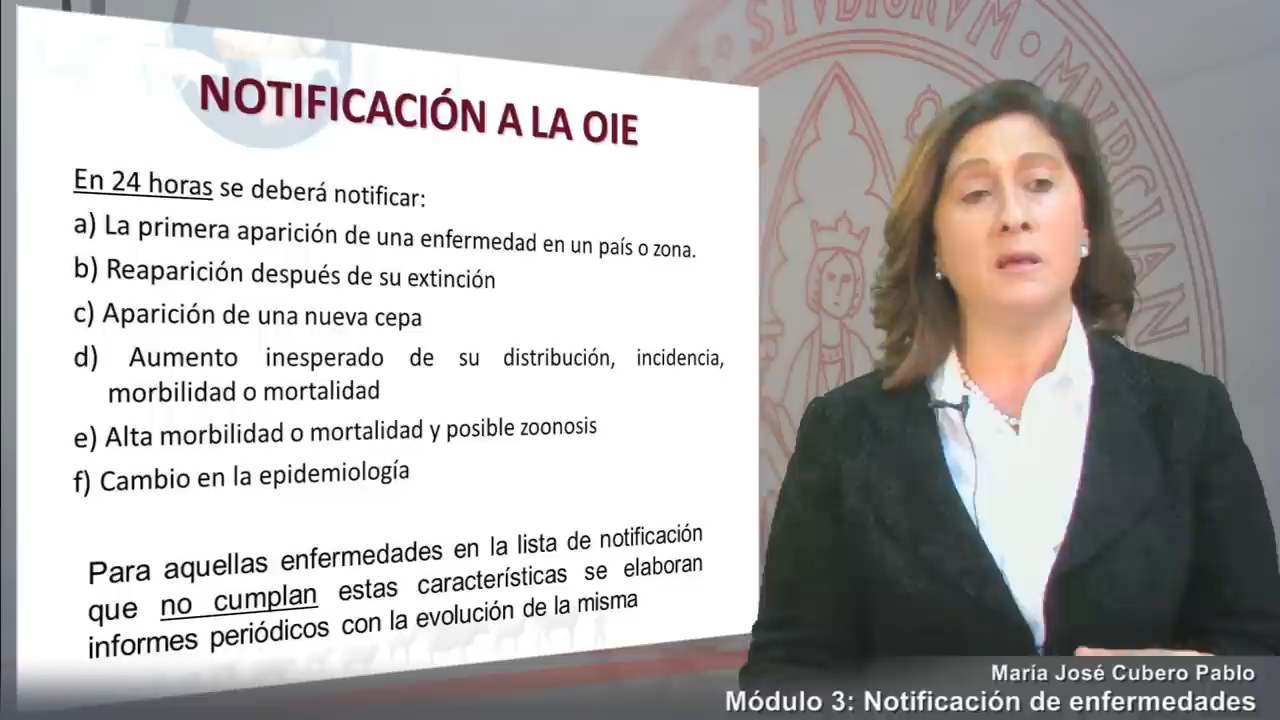 STVDIORVM
MVRCIAN
NOTIFICACIÓN A LA OIE
En 24 horas se deberá notificar:
a) La primera aparición de una enfermedad en un país o zona.
b) Reaparición después de su extinción
c) Aparición de una nueva cepa
d) Aumento inesperado de su distribución, incidencia,
morbilidad o mortalidad
e) Alta morbilidad o mortalidad y posible zoonosis
f) Cambio en la epidemiología
Para aquellas enfermedades en la lista de notificación
que no cumplan estas características se elaboran
informes periódicos con la evolución de la misma
María José Cubero Pablo
Módulo 3: Notificación de enfermedades